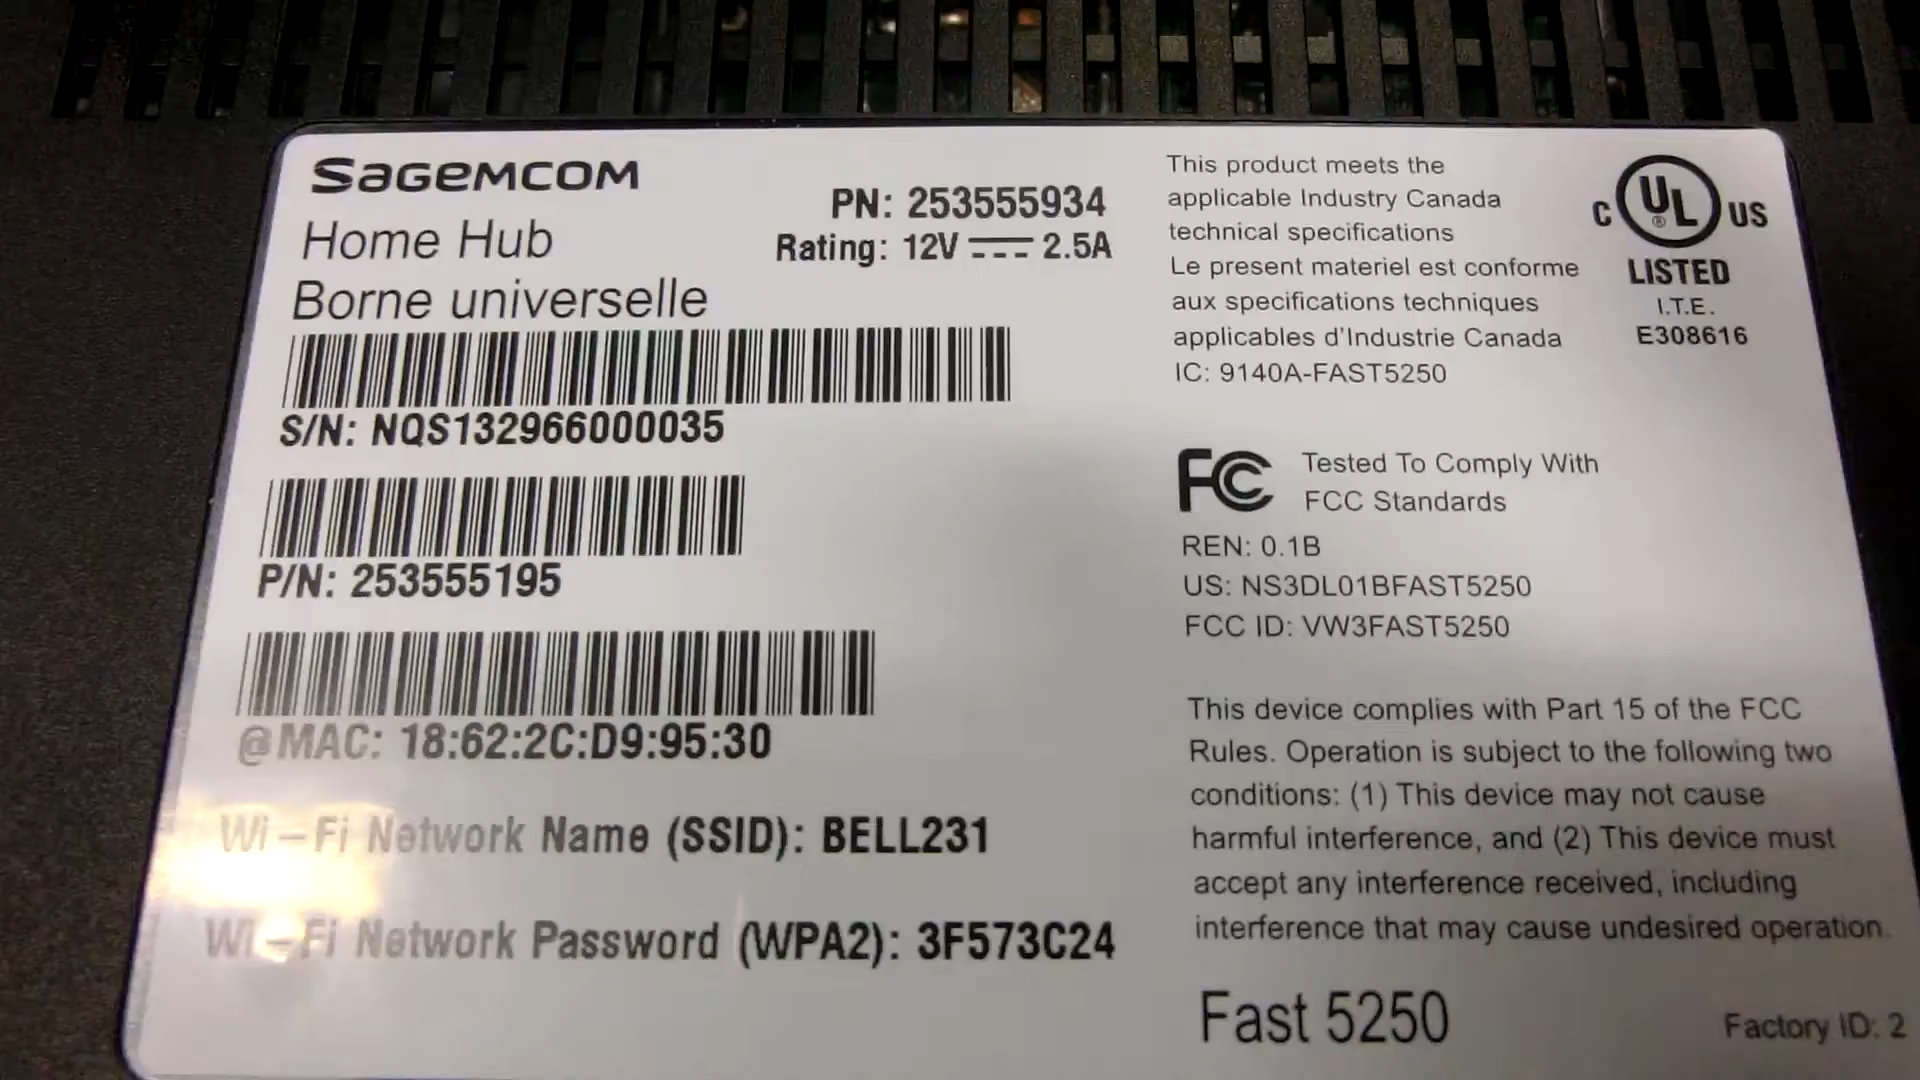 Sagemcom
Home Hub
Borne universelle
PN: 253555934
Rating: 12V 2.5A
S/N: NQS132966000035
P/N: 253555195
@MAC: 18:62:2C:D9:95:30
Wi-Fi Network Name (SSID): BELL231
Wi-Fi Network Password (WPA2): 3F573C24
This product meets the
applicable Industry Canada
technical specifications
Le present materiel est conforme
aux specifications techniques
applicables d'Industrie Canada
IC: 9140A-FAST5250
C UL ® US
LISTED
I.T.E.
E308616
FC Tested To Comply With
FCC Standards
REN: 0.1B
US: NS3DL01BFAST5250
FCC ID: VW3FAST5250
This device complies with Part 15 of the FCC
Rules. Operation is subject to the following two
conditions: (1) This device may not cause
harmful interference, and (2) This device must
accept any interference received, including
interference that may cause undesired operation.
Fast 5250
Factory ID: 2